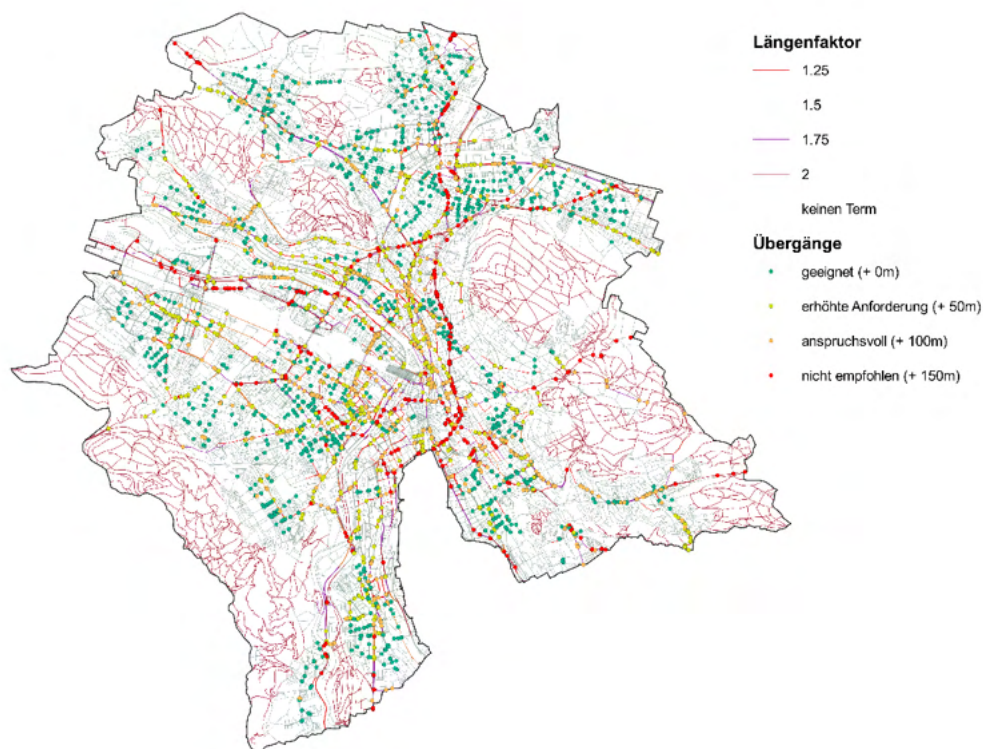 Längenfaktor
1.25
1.5
1.75
2
keinen Term
Übergänge
geeignet (+ 0m)
erhöhte Anforderung (+ 50m)
anspruchsvoll (+ 100m)
nicht empfohlen (+ 150m)